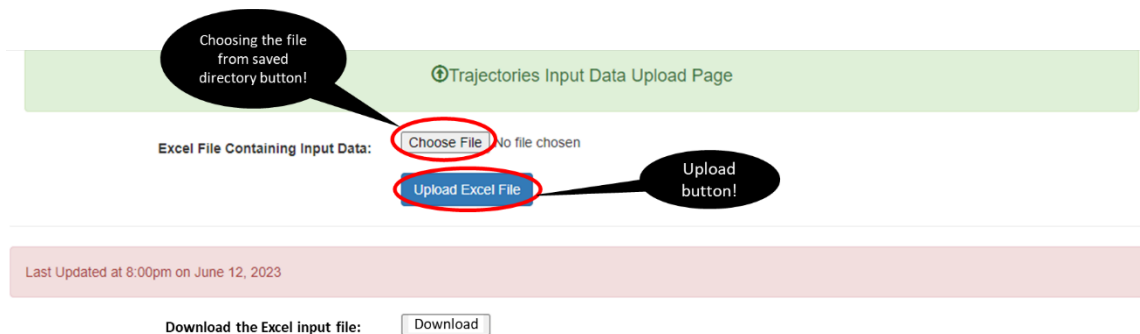 Choosing the file
from saved
directory button!
Trajectories Input Data Upload Page
Excel File Containing Input Data:
Choose File No file chosen
Upload Excel File
Upload
button!
Last Updated at 8:00pm on June 12, 2023
Download the Excel input file:
Download